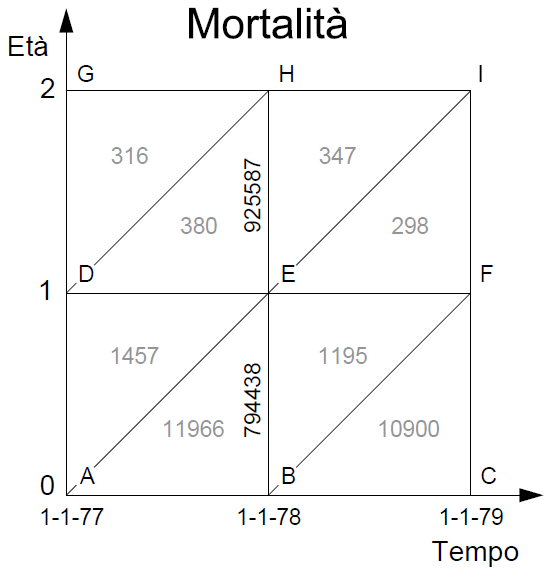 Mortalità
Età
G H I
2
316 347
925587
380 298
D E F
1
1457 1195
794438
11966 10900
A B C
0
1-1-77 1-1-78 1-1-79
Tempo